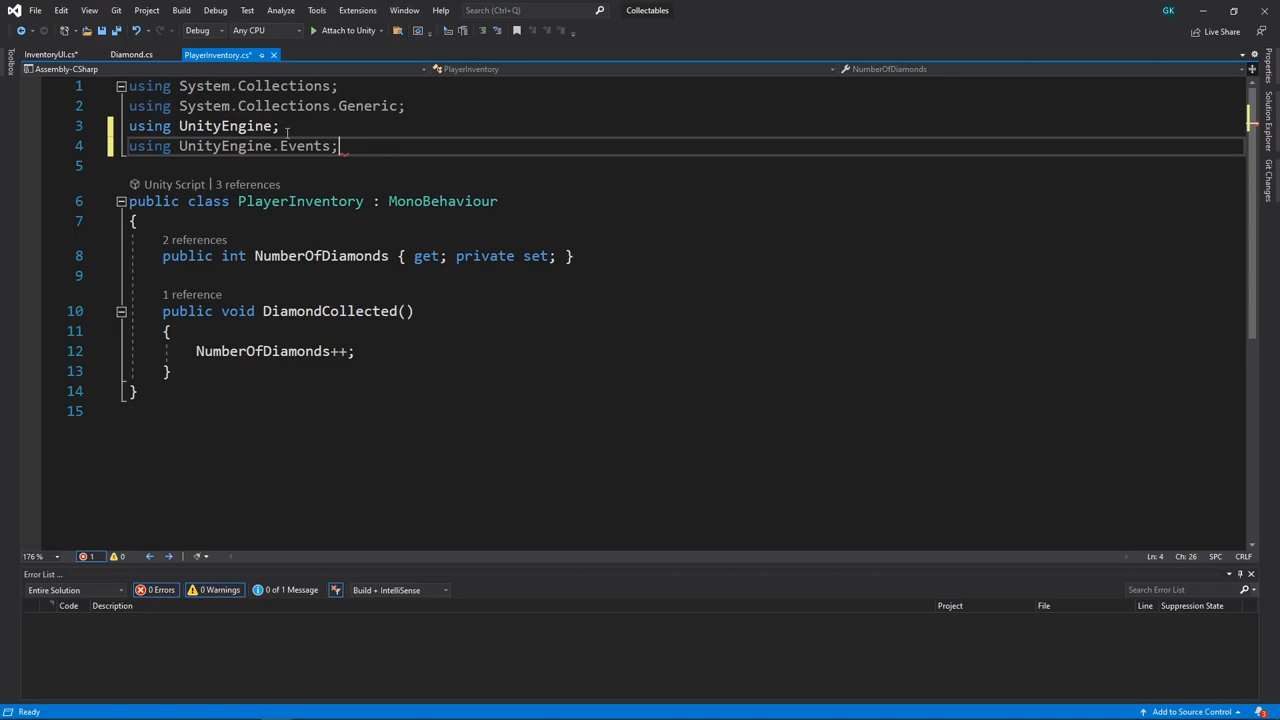 File Edit View Project Build Debug Test Analyze Tools Extensions Window Help Search (Ctrl+Q) Collectables GK
Debug Any CPU Attach to Unity Live Share
InventoryUI.cs* Diamond.cs PlayerInventory.cs*
Assembly-CSharp PlayerInventory NumberOfDiamonds
Toolbox
Properties
Solution Explorer
Git Changes
1 using System.Collections;
2 using System.Collections.Generic;
3 using UnityEngine;
4 using UnityEngine.Events;
5
Unity Script | 3 references
6 public class PlayerInventory : MonoBehaviour
7 {
2 references
8 public int NumberOfDiamonds { get; private set; }
9
1 reference
10 public void DiamondCollected()
11 {
12 NumberOfDiamonds++;
13 }
14 }
15
176 % 1 0 Ln: 4 Ch: 26 SPC CRLF
Error List ...
Entire Solution 0 Errors 0 Warnings 0 of 1 Message Build + IntelliSense Search Error List
Code Description Project File Line Suppression State
Ready Add to Source Control 3